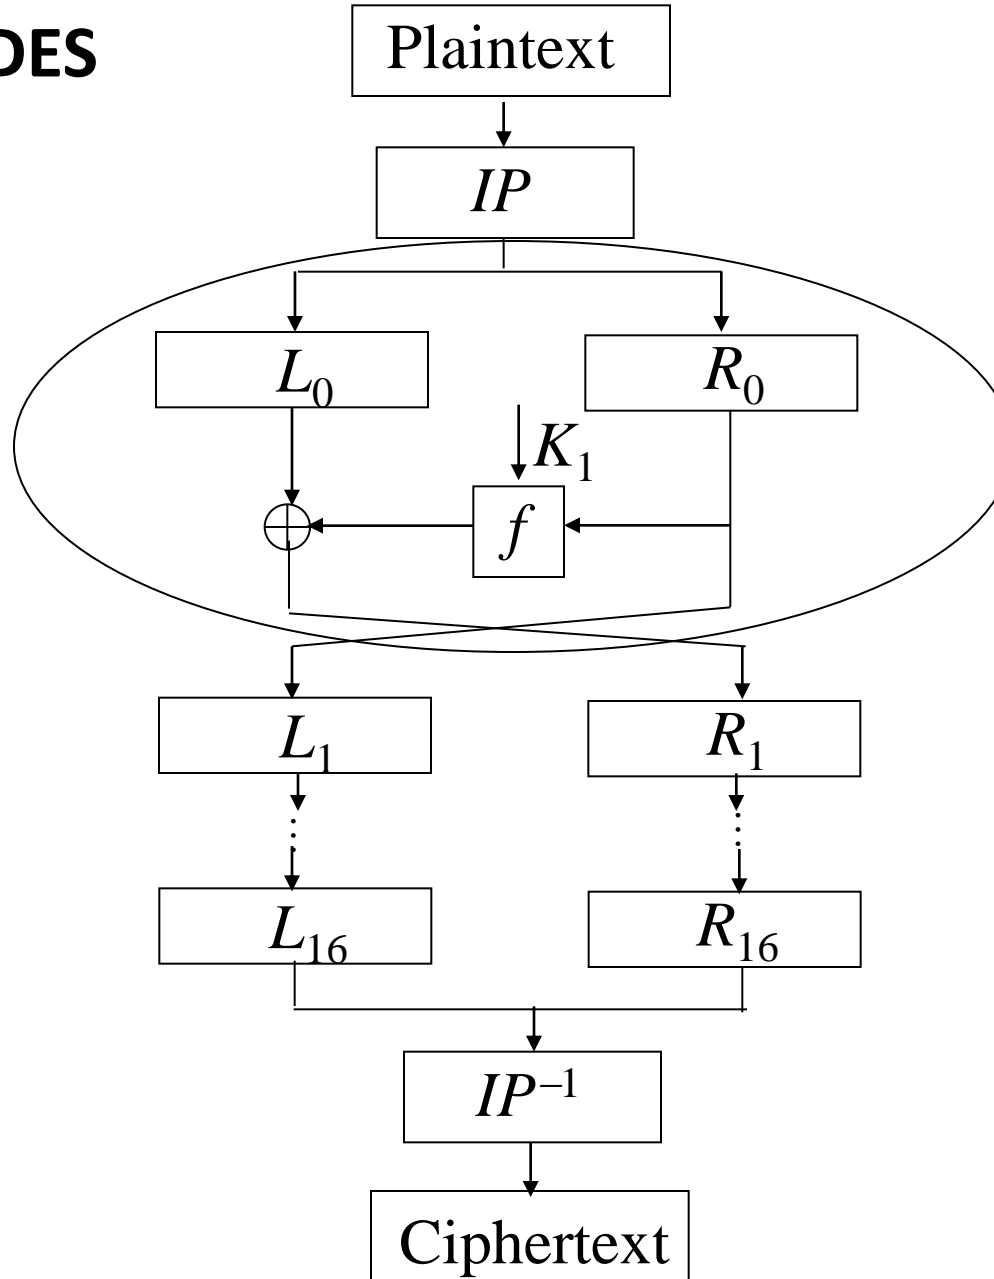 DES
Plaintext
IP
L₀
R₀
K₁
f
L₁
R₁
L₁₆
R₁₆
IP⁻¹
Ciphertext